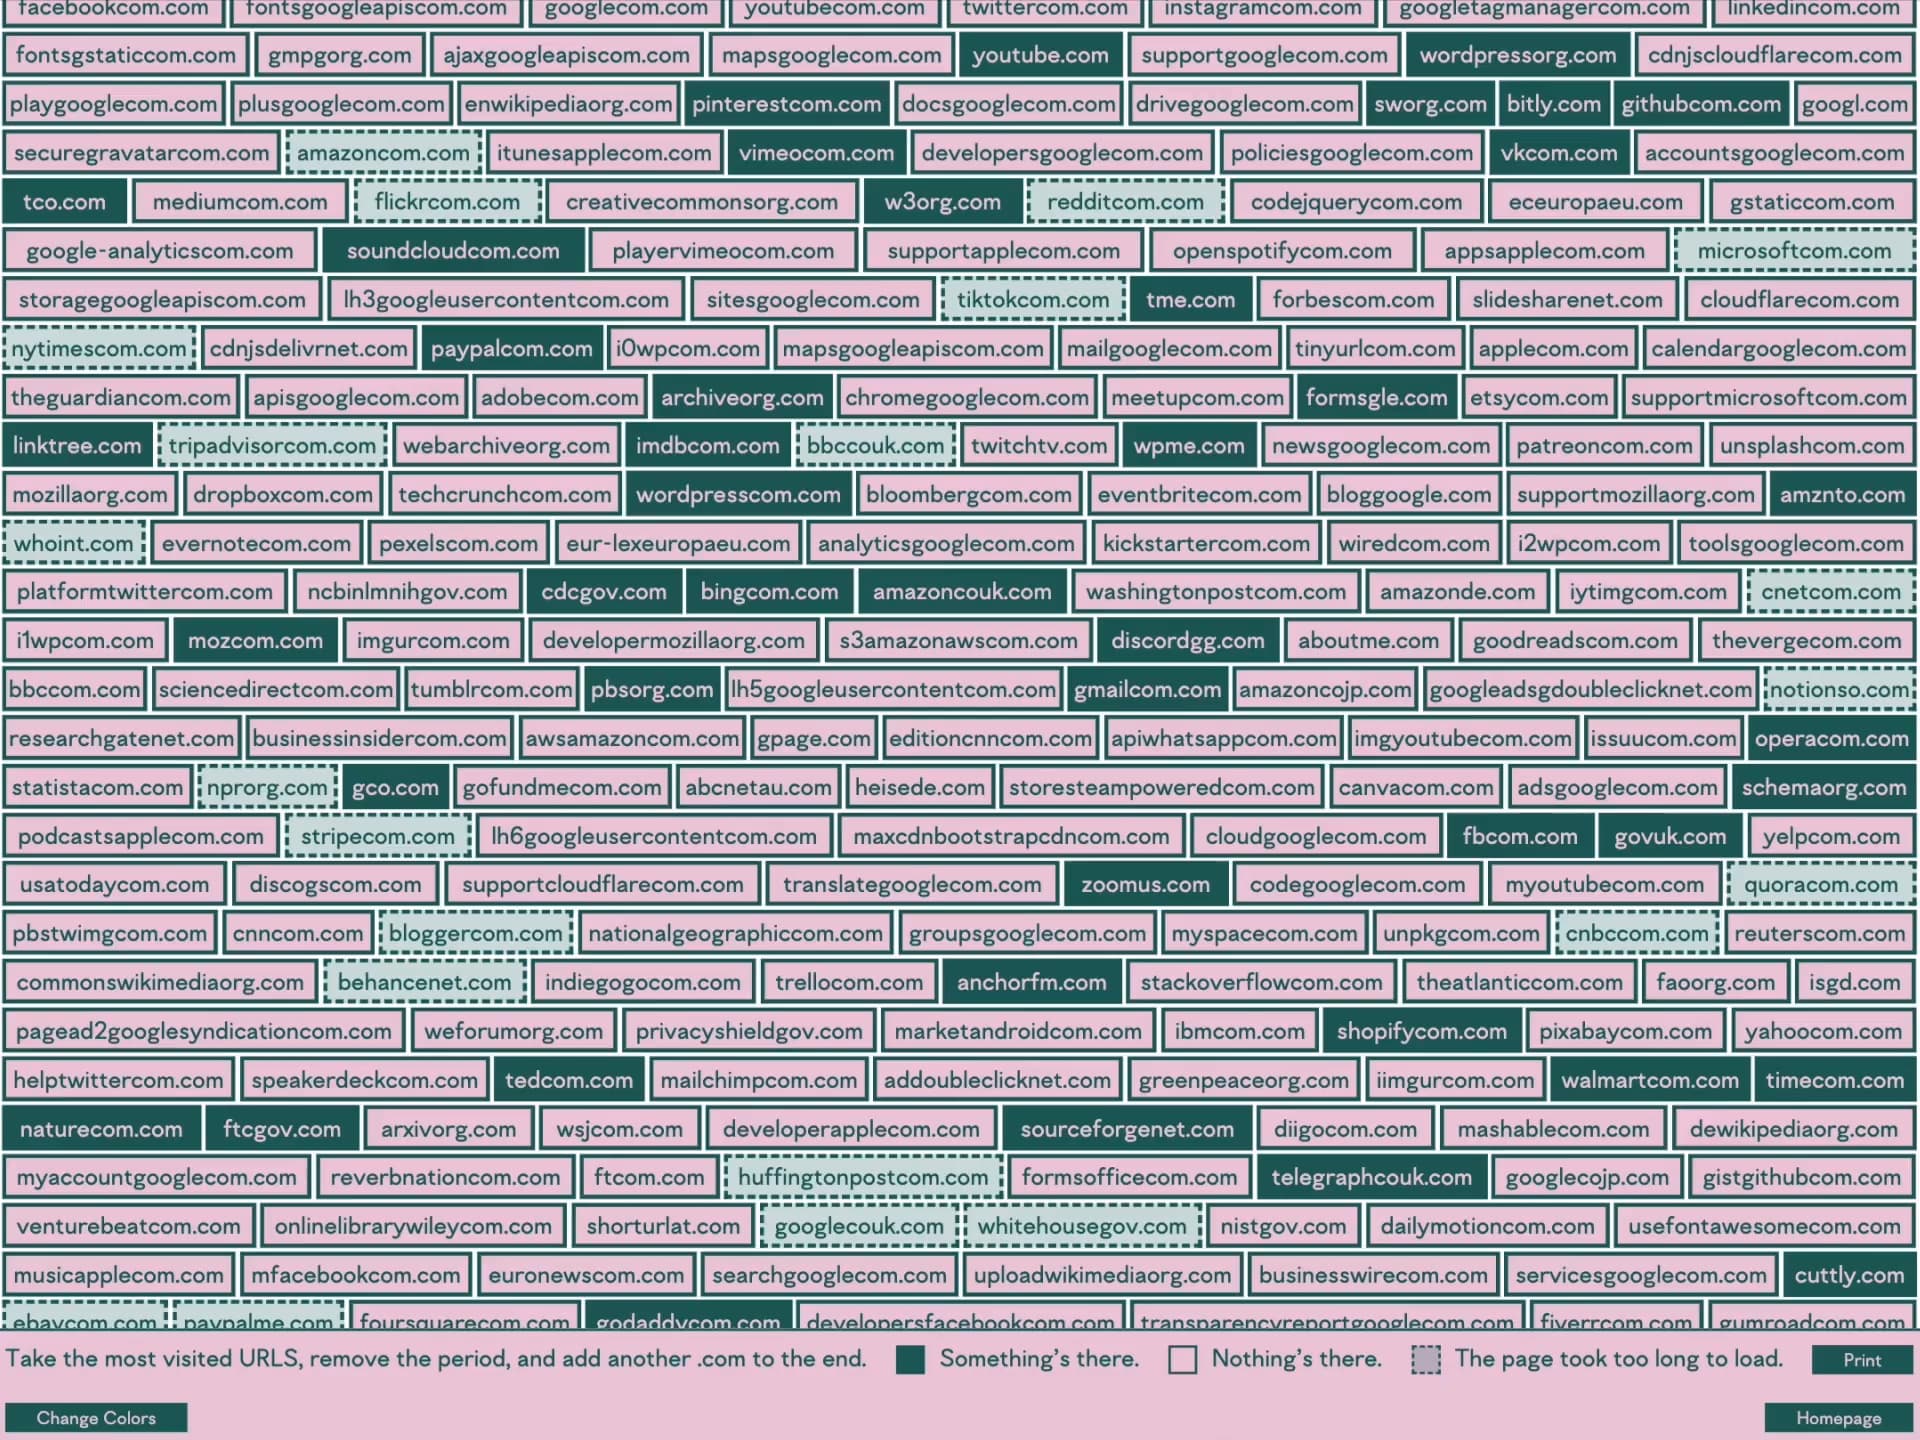 facebookcom.com fontsgoogleapiscom.com googlecom.com youtubecom.com twittercom.com instagramcom.com googletagmanagercom.com linkedincom.com
fontsgstaticcom.com gmpgorg.com ajaxgoogleapiscom.com mapsgooglecom.com youtube.com supportgooglecom.com wordpressorg.com cdnjscloudflarecom.com
playgooglecom.com plusgooglecom.com enwikipediaorg.com pinterestcom.com docsgooglecom.com drivegooglecom.com sworg.com bitly.com githubcom.com googl.com
securegravatarcom.com amazoncom.com itunesapplecom.com vimeocom.com developersgooglecom.com policiesgooglecom.com vkcom.com accountsgooglecom.com
tco.com mediumcom.com flickrcom.com creativecommonsorg.com w3org.com redditcom.com codejquerycom.com eceuropaeu.com gstaticcom.com
google-analyticscom.com soundcloudcom.com playervimeocom.com supportapplecom.com openspotifycom.com appsapplecom.com microsoftcom.com
storagegoogleapiscom.com lh3googleusercontentcom.com sitesgooglecom.com tiktokcom.com tme.com forbescom.com slidesharenet.com cloudflarecom.com
nytimescom.com cdnjsdelivrnet.com paypalcom.com i0wpcom.com mapsgoogleapiscom.com mailgooglecom.com tinyurlcom.com applecom.com calendargooglecom.com
theguardiancom.com apisgooglecom.com adobecom.com archiveorg.com chromegooglecom.com meetupcom.com formsgle.com etsycom.com supportmicrosoftcom.com
linktree.com tripadvisorcom.com webarchiveorg.com imdbcom.com bbccouk.com twitchtv.com wpme.com newsgooglecom.com patreoncom.com unsplashcom.com
mozillaorg.com dropboxcom.com techcrunchcom.com wordpresscom.com bloombergcom.com eventbritecom.com bloggoogle.com supportmozillaorg.com amznto.com
whoint.com evernotecom.com pexelscom.com eur-lexeuropaeu.com analyticsgooglecom.com kickstartercom.com wiredcom.com i2wpcom.com toolsgooglecom.com
platformtwittercom.com ncbinlmnihgov.com cdcgov.com bingcom.com amazoncouk.com washingtonpostcom.com amazonde.com iytimgcom.com cnetcom.com
i1wpcom.com mozcom.com imgurcom.com developermozillaorg.com s3amazonawscom.com discordgg.com aboutme.com goodreadscom.com thevergecom.com
bbccom.com sciencedirectcom.com tumblrcom.com pbsorg.com lh5googleusercontentcom.com gmailcom.com amazoncojp.com googleadsgdoubleclicknet.com notionso.com
researchgatenet.com businessinsidercom.com awsamazoncom.com gpage.com editioncnncom.com apiwhatsappcom.com imgyoutubecom.com issuucom.com operacom.com
statistacom.com nprorg.com gco.com gofundmecom.com abcnetau.com heisede.com storesteampoweredcom.com canvacom.com adsgooglecom.com schemaorg.com
podcastsapplecom.com stripecom.com lh6googleusercontentcom.com maxcdnbootstrapcdncom.com cloudgooglecom.com fbcom.com govuk.com yelpcom.com
usatodaycom.com discogscom.com supportcloudflarecom.com translategooglecom.com zoomus.com codegooglecom.com myoutubecom.com quoracom.com
pbstwimgcom.com cnncom.com bloggercom.com nationalgeographiccom.com groupsgooglecom.com myspacecom.com unpkgcom.com cnbccom.com reuterscom.com
commonswikimediaorg.com behancenet.com indiegogocom.com trellocom.com anchorfm.com stackoverflowcom.com theatlanticcom.com faoorg.com isgd.com
pagead2googlesyndicationcom.com weforumorg.com privacyshieldgov.com marketandroidcom.com ibmcom.com shopifycom.com pixabaycom.com yahoocom.com
helptwittercom.com speakerdeckcom.com tedcom.com mailchimpcom.com addoubleclicknet.com greenpeaceorg.com iimgurcom.com walmartcom.com timecom.com
naturecom.com ftcgov.com arxivorg.com wsjcom.com developerapplecom.com sourceforgenet.com diigocom.com mashablecom.com dewikipediaorg.com
myaccountgooglecom.com reverbnationcom.com ftcom.com huffingtonpostcom.com formsofficecom.com telegraphcouk.com googlecojp.com gistgithubcom.com
venturebeatcom.com onlinelibrarywileycom.com shorturlat.com googlecouk.com whitehousegov.com nistgov.com dailymotioncom.com usefontawesomecom.com
musicapplecom.com mfacebookcom.com euronewscom.com searchgooglecom.com uploadwikimediaorg.com businesswirecom.com servicesgooglecom.com cuttly.com
ebaycom.com paypalme.com foursquarecom.com godaddycom.com developersfacebookcom.com transparencyreportgooglecom.com fiverrcom.com gumroadcom.com
Take the most visited URLS, remove the period, and add another .com to the end. Something's there. Nothing's there. The page took too long to load. Print
Change Colors Homepage